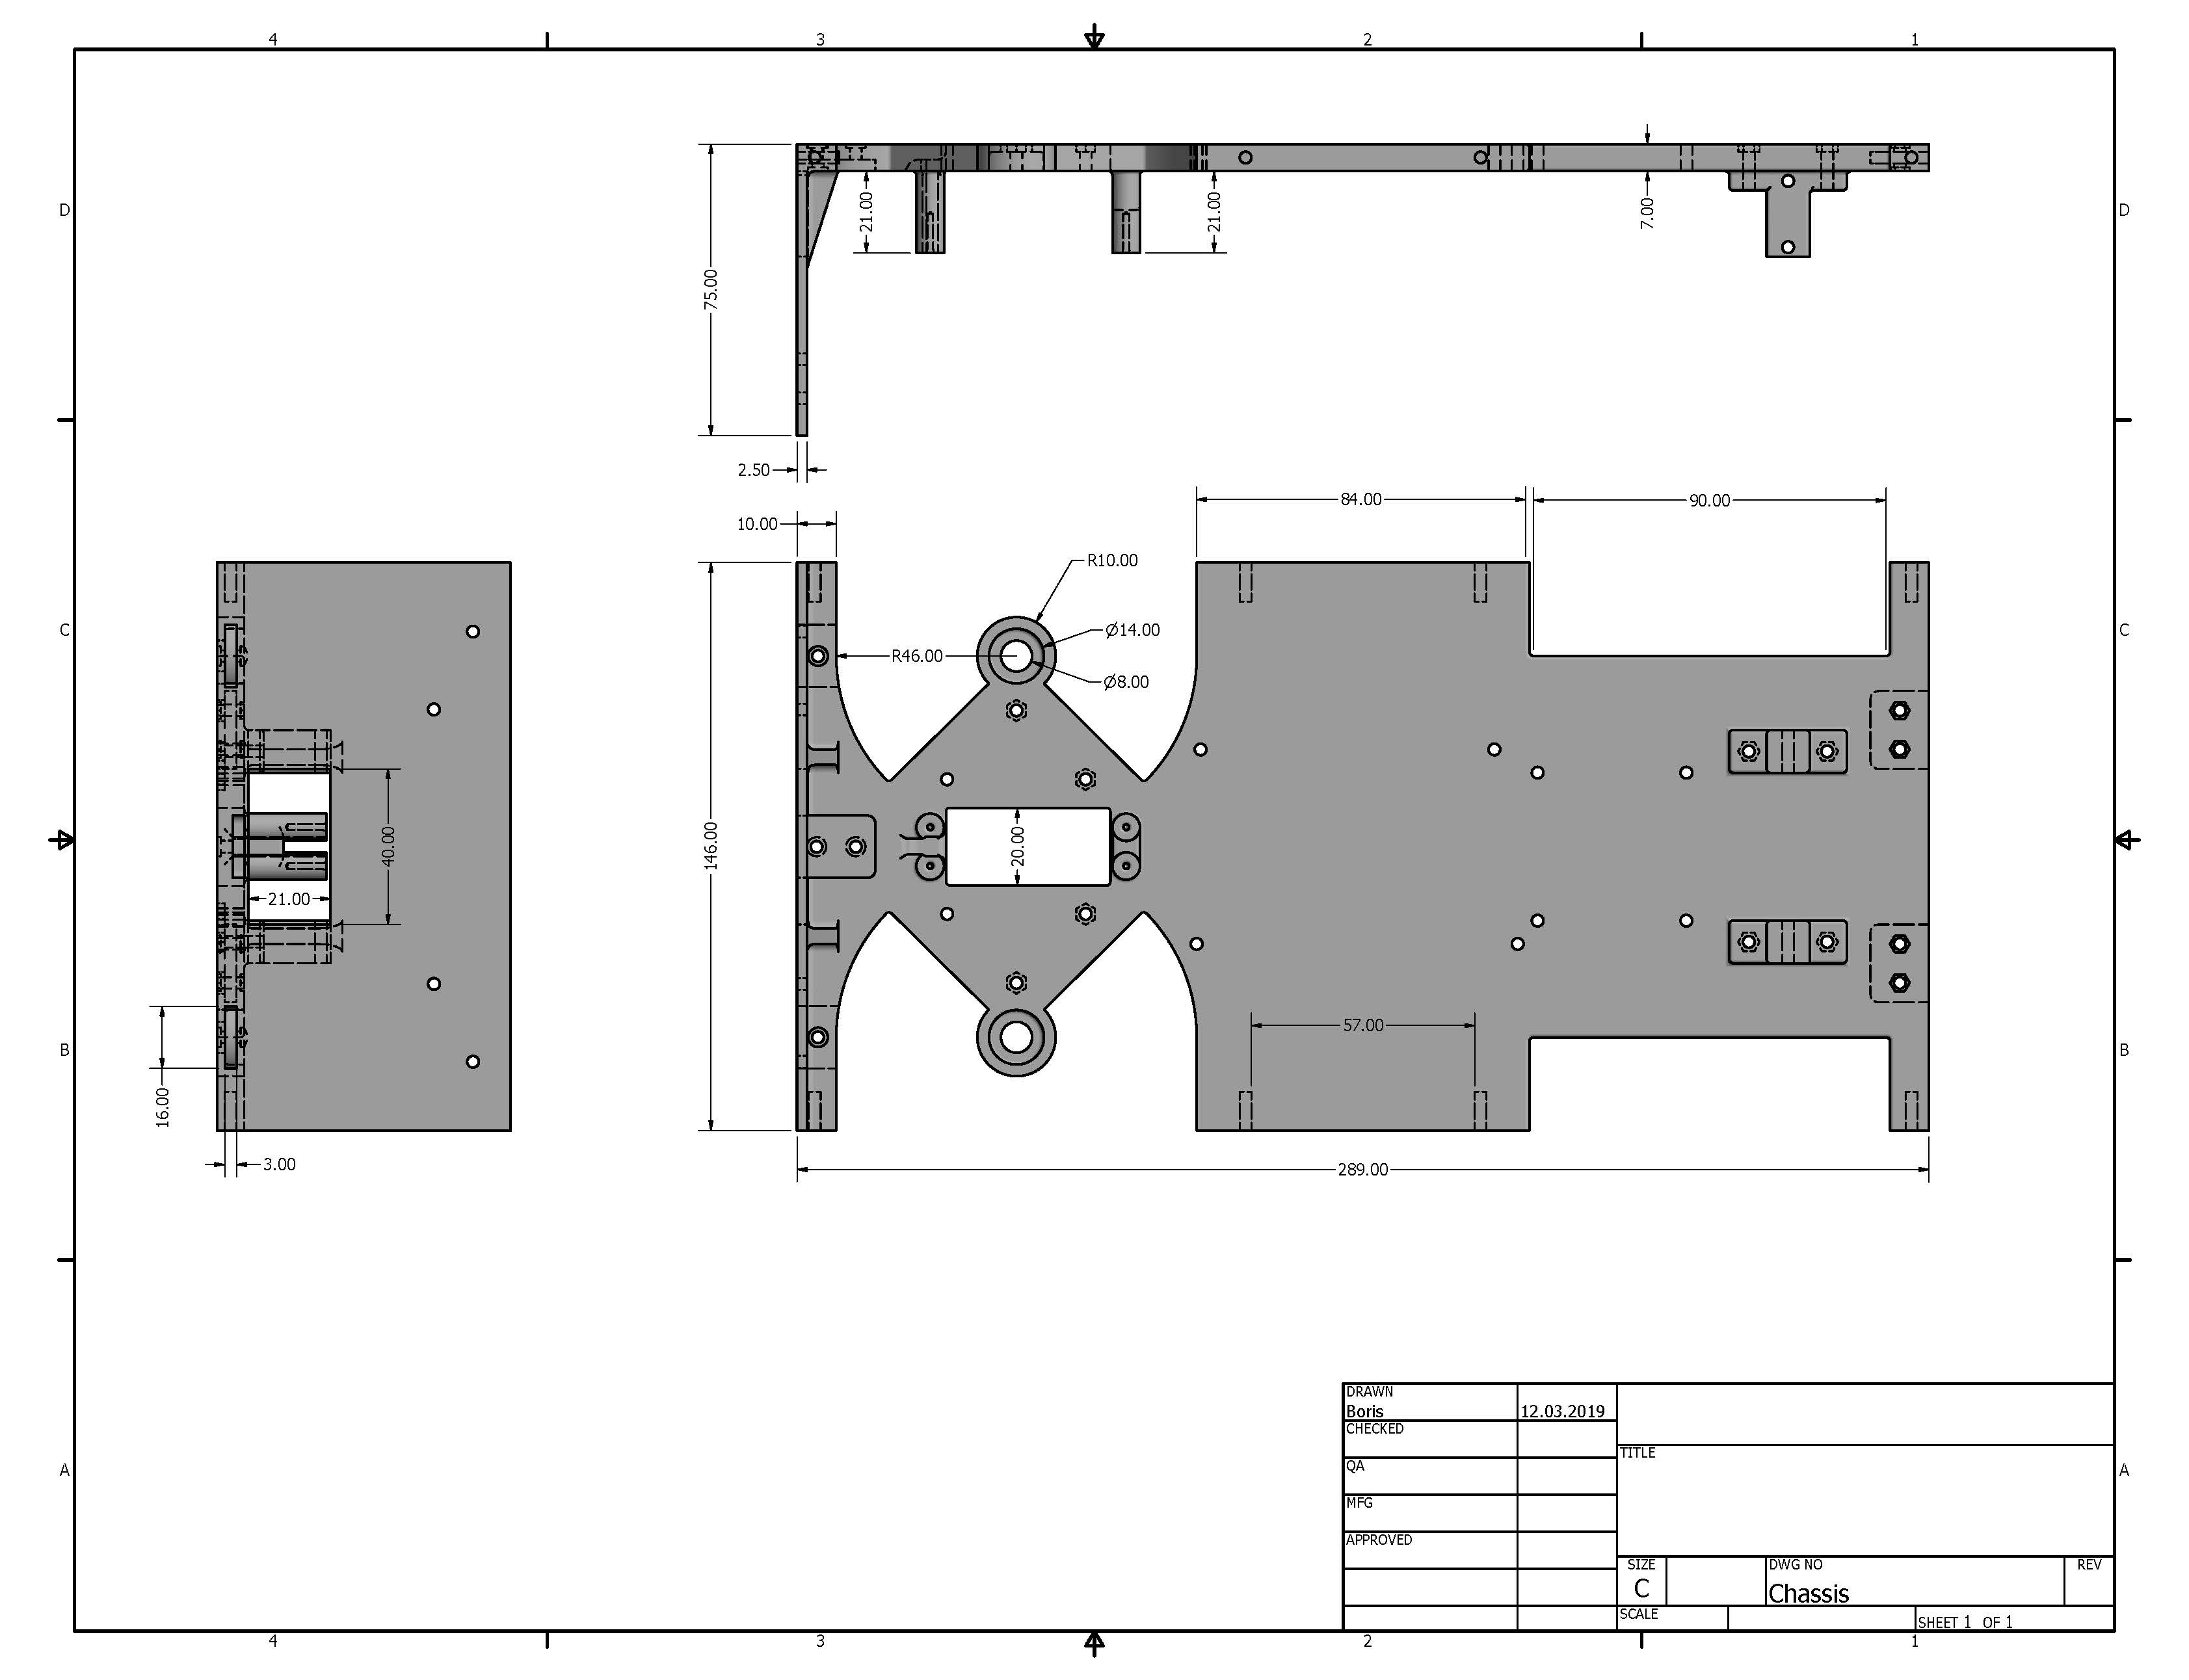 4 3 2 1
D D
75.00
21.00
21.00
7.00
2.50
10.00
84.00
90.00
R10.00
C C
Ø14.00
R46.00
Ø8.00
146.00
20.00
40.00
21.00
57.00
B B
16.00
3.00
289.00
DRAWN
Boris 12.03.2019
CHECKED
TITLE
QA
A A
MFG
APPROVED
SIZE DWG NO REV
C Chassis
SCALE
SHEET 1 OF 1
4 3 2 1